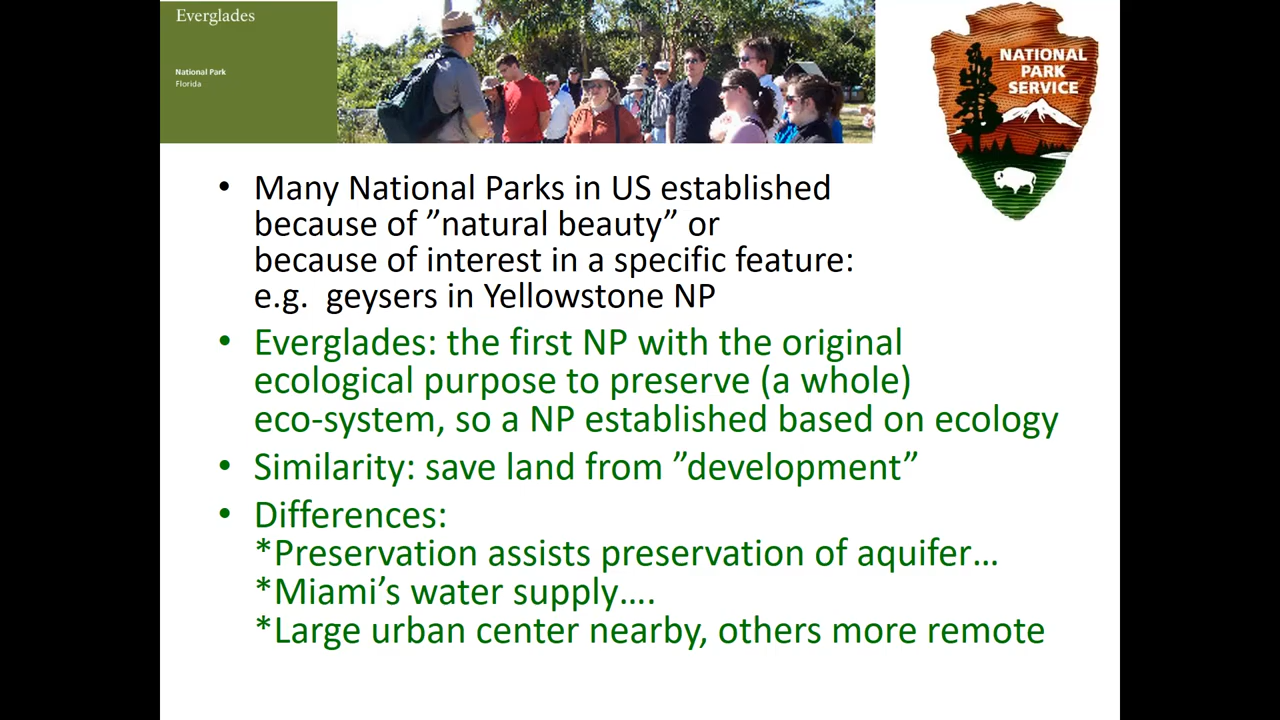 Everglades
National Park
Florida
NATIONAL
PARK
SERVICE
• Many National Parks in US established
because of ”natural beauty” or
because of interest in a specific feature:
e.g. geysers in Yellowstone NP
• Everglades: the first NP with the original
ecological purpose to preserve (a whole)
eco-system, so a NP established based on ecology
• Similarity: save land from ”development”
• Differences:
*Preservation assists preservation of aquifer…
*Miami’s water supply….
*Large urban center nearby, others more remote